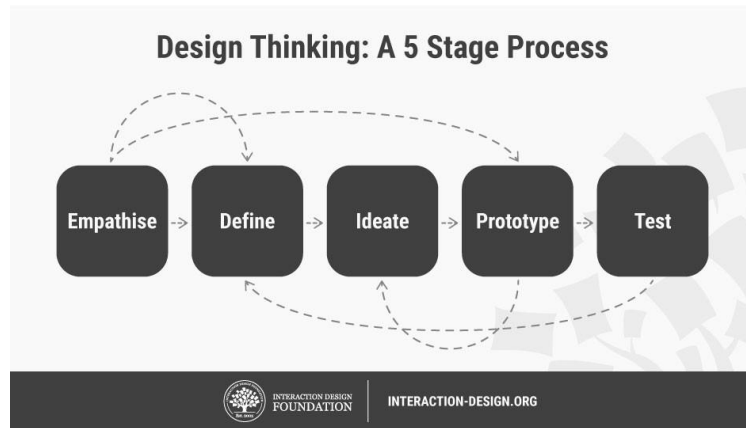 Design Thinking: A 5 Stage Process
Empathise
Define
Ideate
Prototype
Test
INTERACTION DESIGN
FOUNDATION
INTERACTION-DESIGN.ORG